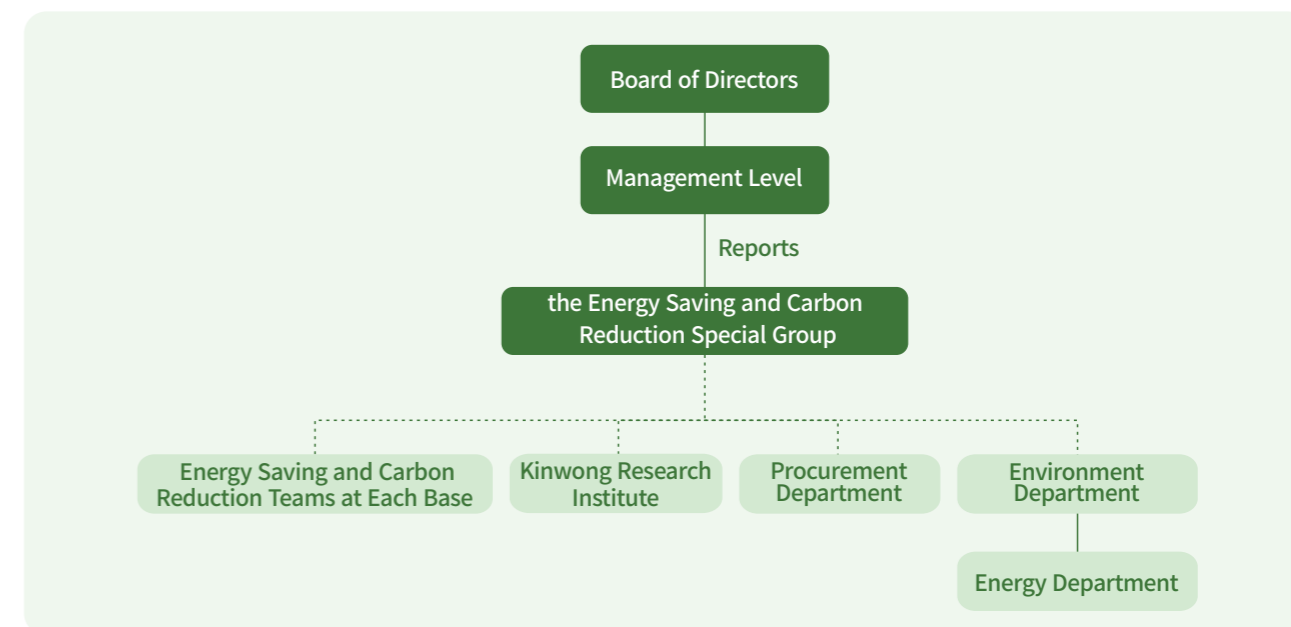 Board of Directors
Management Level
Reports
the Energy Saving and Carbon
Reduction Special Group
Energy Saving and Carbon
Reduction Teams at Each Base
Kinwong Research
Institute
Procurement
Department
Environment
Department
Energy Department